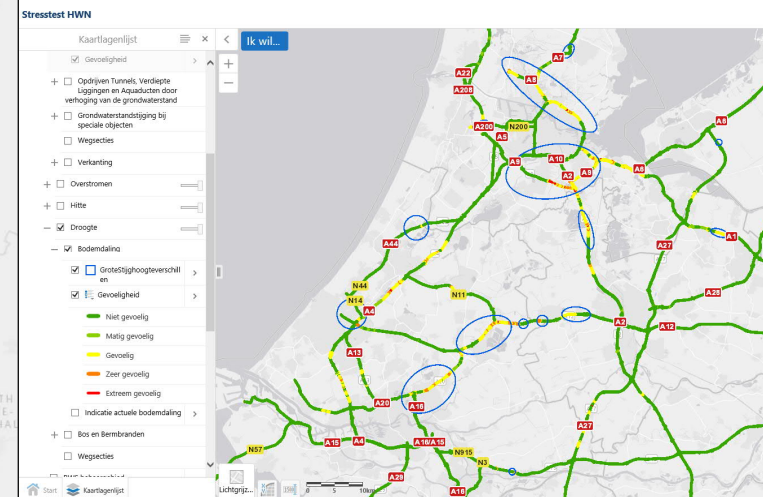 Stresstest HWN
Kaartlagenlijst
Gevoeligheid
Opdrijven Tunnels, Verdiepte
Liggingen en Aquaducten door
verhoging van de grondwaterstand
Grondwaterstandstijging bij
speciale objecten
Wegsecties
Verkanting
Overstromen
Hitte
Droogte
Bodemdaling
GroteStijghoogteverschill
en
Gevoeligheid
Niet gevoelig
Matig gevoelig
Gevoelig
Zeer gevoelig
Extreem gevoelig
Indicatie actuele bodemdaling
Bos en Bermbranden
Wegsecties
Start
Kaartlagenlijst
Ik wil...
A7
A22
A8
A208
A200
N200
A5
A6
A9
A10
A2
A9
A6
A1
A44
A27
N44
N11
A28
N14
A4
A2
A12
A13
A20
A16
A27
N57
A15
A4
A16/A15
N915
N3
A29
A16
Lichtgrijz...
0 5 10km